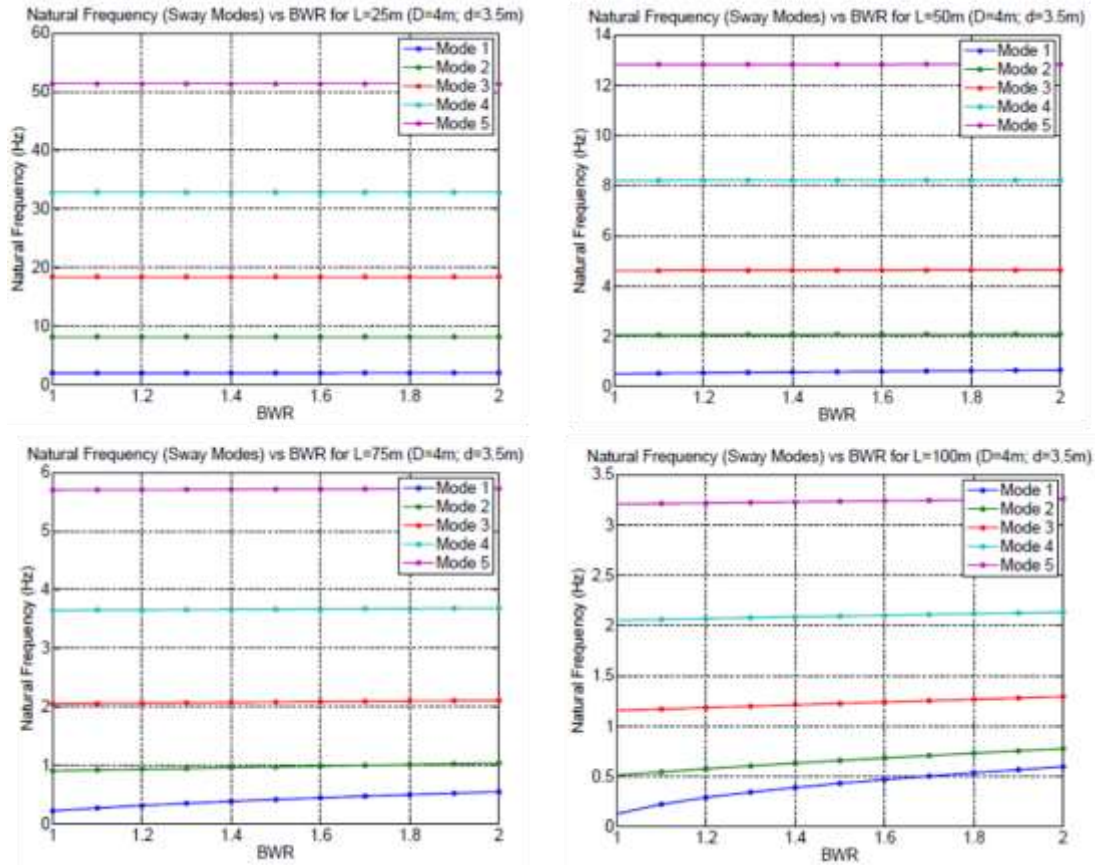 Natural Frequency (Sway Modes) vs BWR for L=25m (D=4m; d=3.5m)
60
50
40
30
20
10
0
Natural Frequency (Hz)
Mode 1
Mode 2
Mode 3
Mode 4
Mode 5
1
1.2
1.4
1.6
1.8
2
BWR
Natural Frequency (Sway Modes) vs BWR for L=50m (D=4m; d=3.5m)
14
12
10
8
6
4
2
0
Natural Frequency (Hz)
Mode 1
Mode 2
Mode 3
Mode 4
Mode 5
1
1.2
1.4
1.6
1.8
2
BWR
Natural Frequency (Sway Modes) vs BWR for L=75m (D=4m; d=3.5m)
6
5
4
3
2
1
0
Natural Frequency (Hz)
Mode 1
Mode 2
Mode 3
Mode 4
Mode 5
1
1.2
1.4
1.6
1.8
2
BWR
Natural Frequency (Sway Modes) vs BWR for L=100m (D=4m; d=3.5m)
3.5
3
2.5
2
1.5
1
0.5
0
Natural Frequency (Hz)
Mode 1
Mode 2
Mode 3
Mode 4
Mode 5
1
1.2
1.4
1.6
1.8
2
BWR